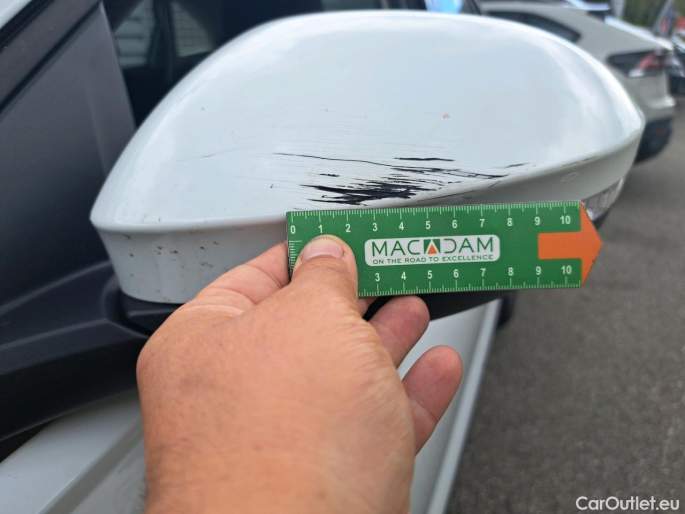 0 1 2 3 4 5 6 7 8 9 10
MACADAM
ON THE ROAD TO EXCELLENCE
3 4 5 6 7 8 9 10
CarOutlet.eu